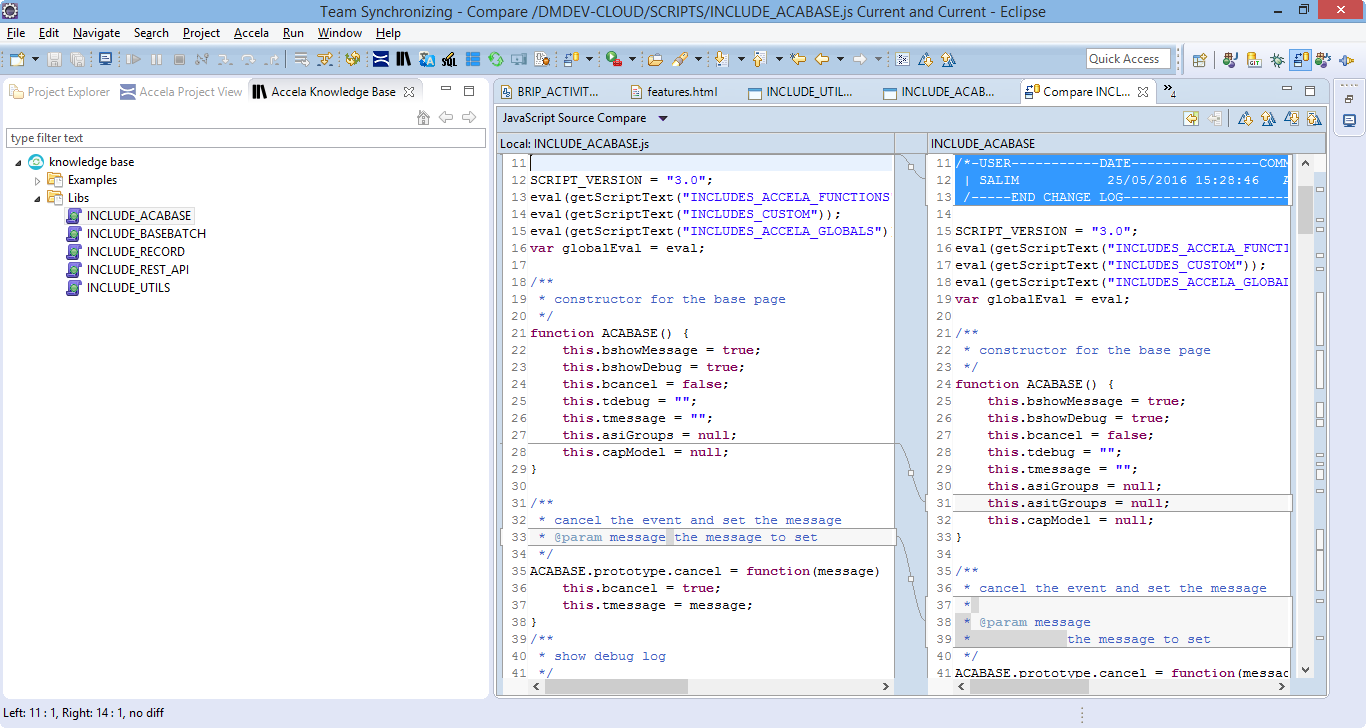 Team Synchronizing - Compare /DMDEV-CLOUD/SCRIPTS/INCLUDE_ACABASE.js Current and Current - Eclipse
File Edit Navigate Search Project Accela Run Window Help
Quick Access
Project Explorer Accela Project View Accela Knowledge Base
type filter text
knowledge base
Examples
Libs
INCLUDE_ACABASE
INCLUDE_BASEBATCH
INCLUDE_RECORD
INCLUDE_REST_API
INCLUDE_UTILS
BRIP_ACTIVIT... features.html INCLUDE_UTIL... INCLUDE_ACAB... Compare INCL... »4
JavaScript Source Compare
Local: INCLUDE_ACABASE.js
11
12 SCRIPT_VERSION = "3.0";
13 eval(getScriptText("INCLUDES_ACCELA_FUNCTIONS"
14 eval(getScriptText("INCLUDES_CUSTOM"));
15 eval(getScriptText("INCLUDES_ACCELA_GLOBALS")
16 var globalEval = eval;
17
18 /**
19 * constructor for the base page
20 */
21 function ACABASE() {
22 this.bshowMessage = true;
23 this.bshowDebug = true;
24 this.bcancel = false;
25 this.tdebug = "";
26 this.tmessage = "";
27 this.asiGroups = null;
28 this.capModel = null;
29 }
30
31 /**
32 * cancel the event and set the message
33 * @param message the message to set
34 */
35 ACABASE.prototype.cancel = function(message)
36 this.bcancel = true;
37 this.tmessage = message;
38 }
39 /**
40 * show debug log
41 */
INCLUDE_ACABASE
11 /*-USER-----------DATE----------------COMM
12 | SALIM 25/05/2016 15:28:46 A
13 /-----END CHANGE LOG---------------------
14
15 SCRIPT_VERSION = "3.0";
16 eval(getScriptText("INCLUDES_ACCELA_FUNCTI
17 eval(getScriptText("INCLUDES_CUSTOM"));
18 eval(getScriptText("INCLUDES_ACCELA_GLOBAL
19 var globalEval = eval;
20
21 /**
22 * constructor for the base page
23 */
24 function ACABASE() {
25 this.bshowMessage = true;
26 this.bshowDebug = true;
27 this.bcancel = false;
28 this.tdebug = "";
29 this.tmessage = "";
30 this.asiGroups = null;
31 this.asitGroups = null;
32 this.capModel = null;
33 }
34
35 /**
36 * cancel the event and set the message
37 *
38 * @param message
39 * the message to set
40 */
41 ACABASE.prototype.cancel = function(messag
Left: 11 : 1, Right: 14 : 1, no diff